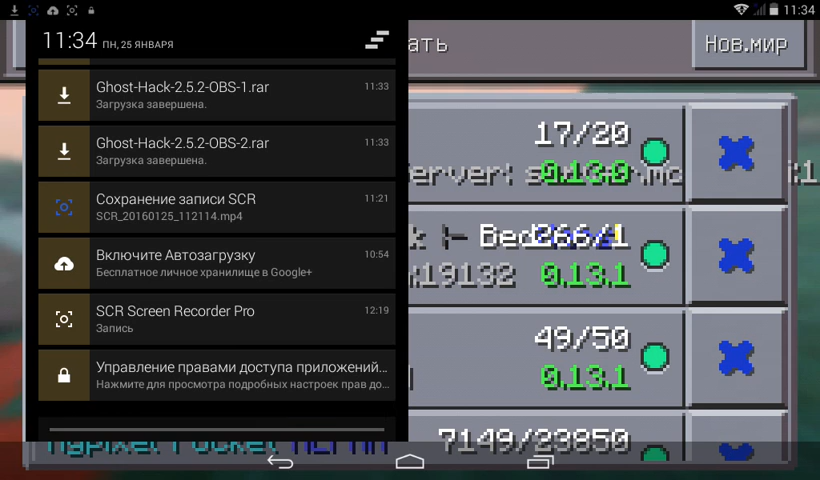 11:34
11:34 ПН, 25 ЯНВАРЯ
Ghost-Hack-2.5.2-OBS-1.rar 11:33
Загрузка завершена.
Ghost-Hack-2.5.2-OBS-2.rar 11:33
Загрузка завершена.
Сохранение записи SCR 11:21
SCR_20160125_112114.mp4
Включите Автозагрузку 10:54
Бесплатное личное хранилище в Google+
SCR Screen Recorder Pro 12:19
Запись
Управление правами доступа приложений…
Нажмите для просмотра подробных настроек прав до…
ать
Нов.мир
17/20
0.13.0
266/1
19132 0.13.1
49/50
0.13.1
7149/23850